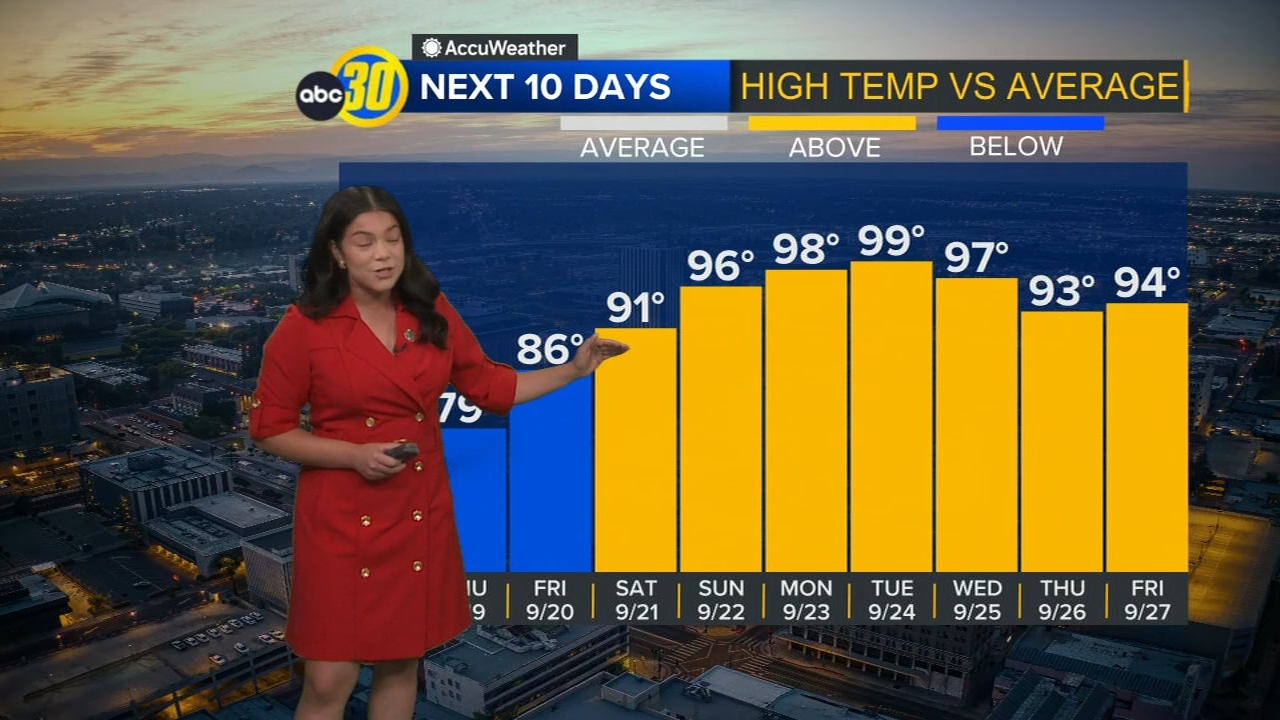 AccuWeather
abc 30
NEXT 10 DAYS
HIGH TEMP VS AVERAGE
AVERAGE ABOVE BELOW
79 86° 91° 96° 98° 99° 97° 93° 94°
FRI SAT SUN MON TUE WED THU FRI
9/20 9/21 9/22 9/23 9/24 9/25 9/26 9/27